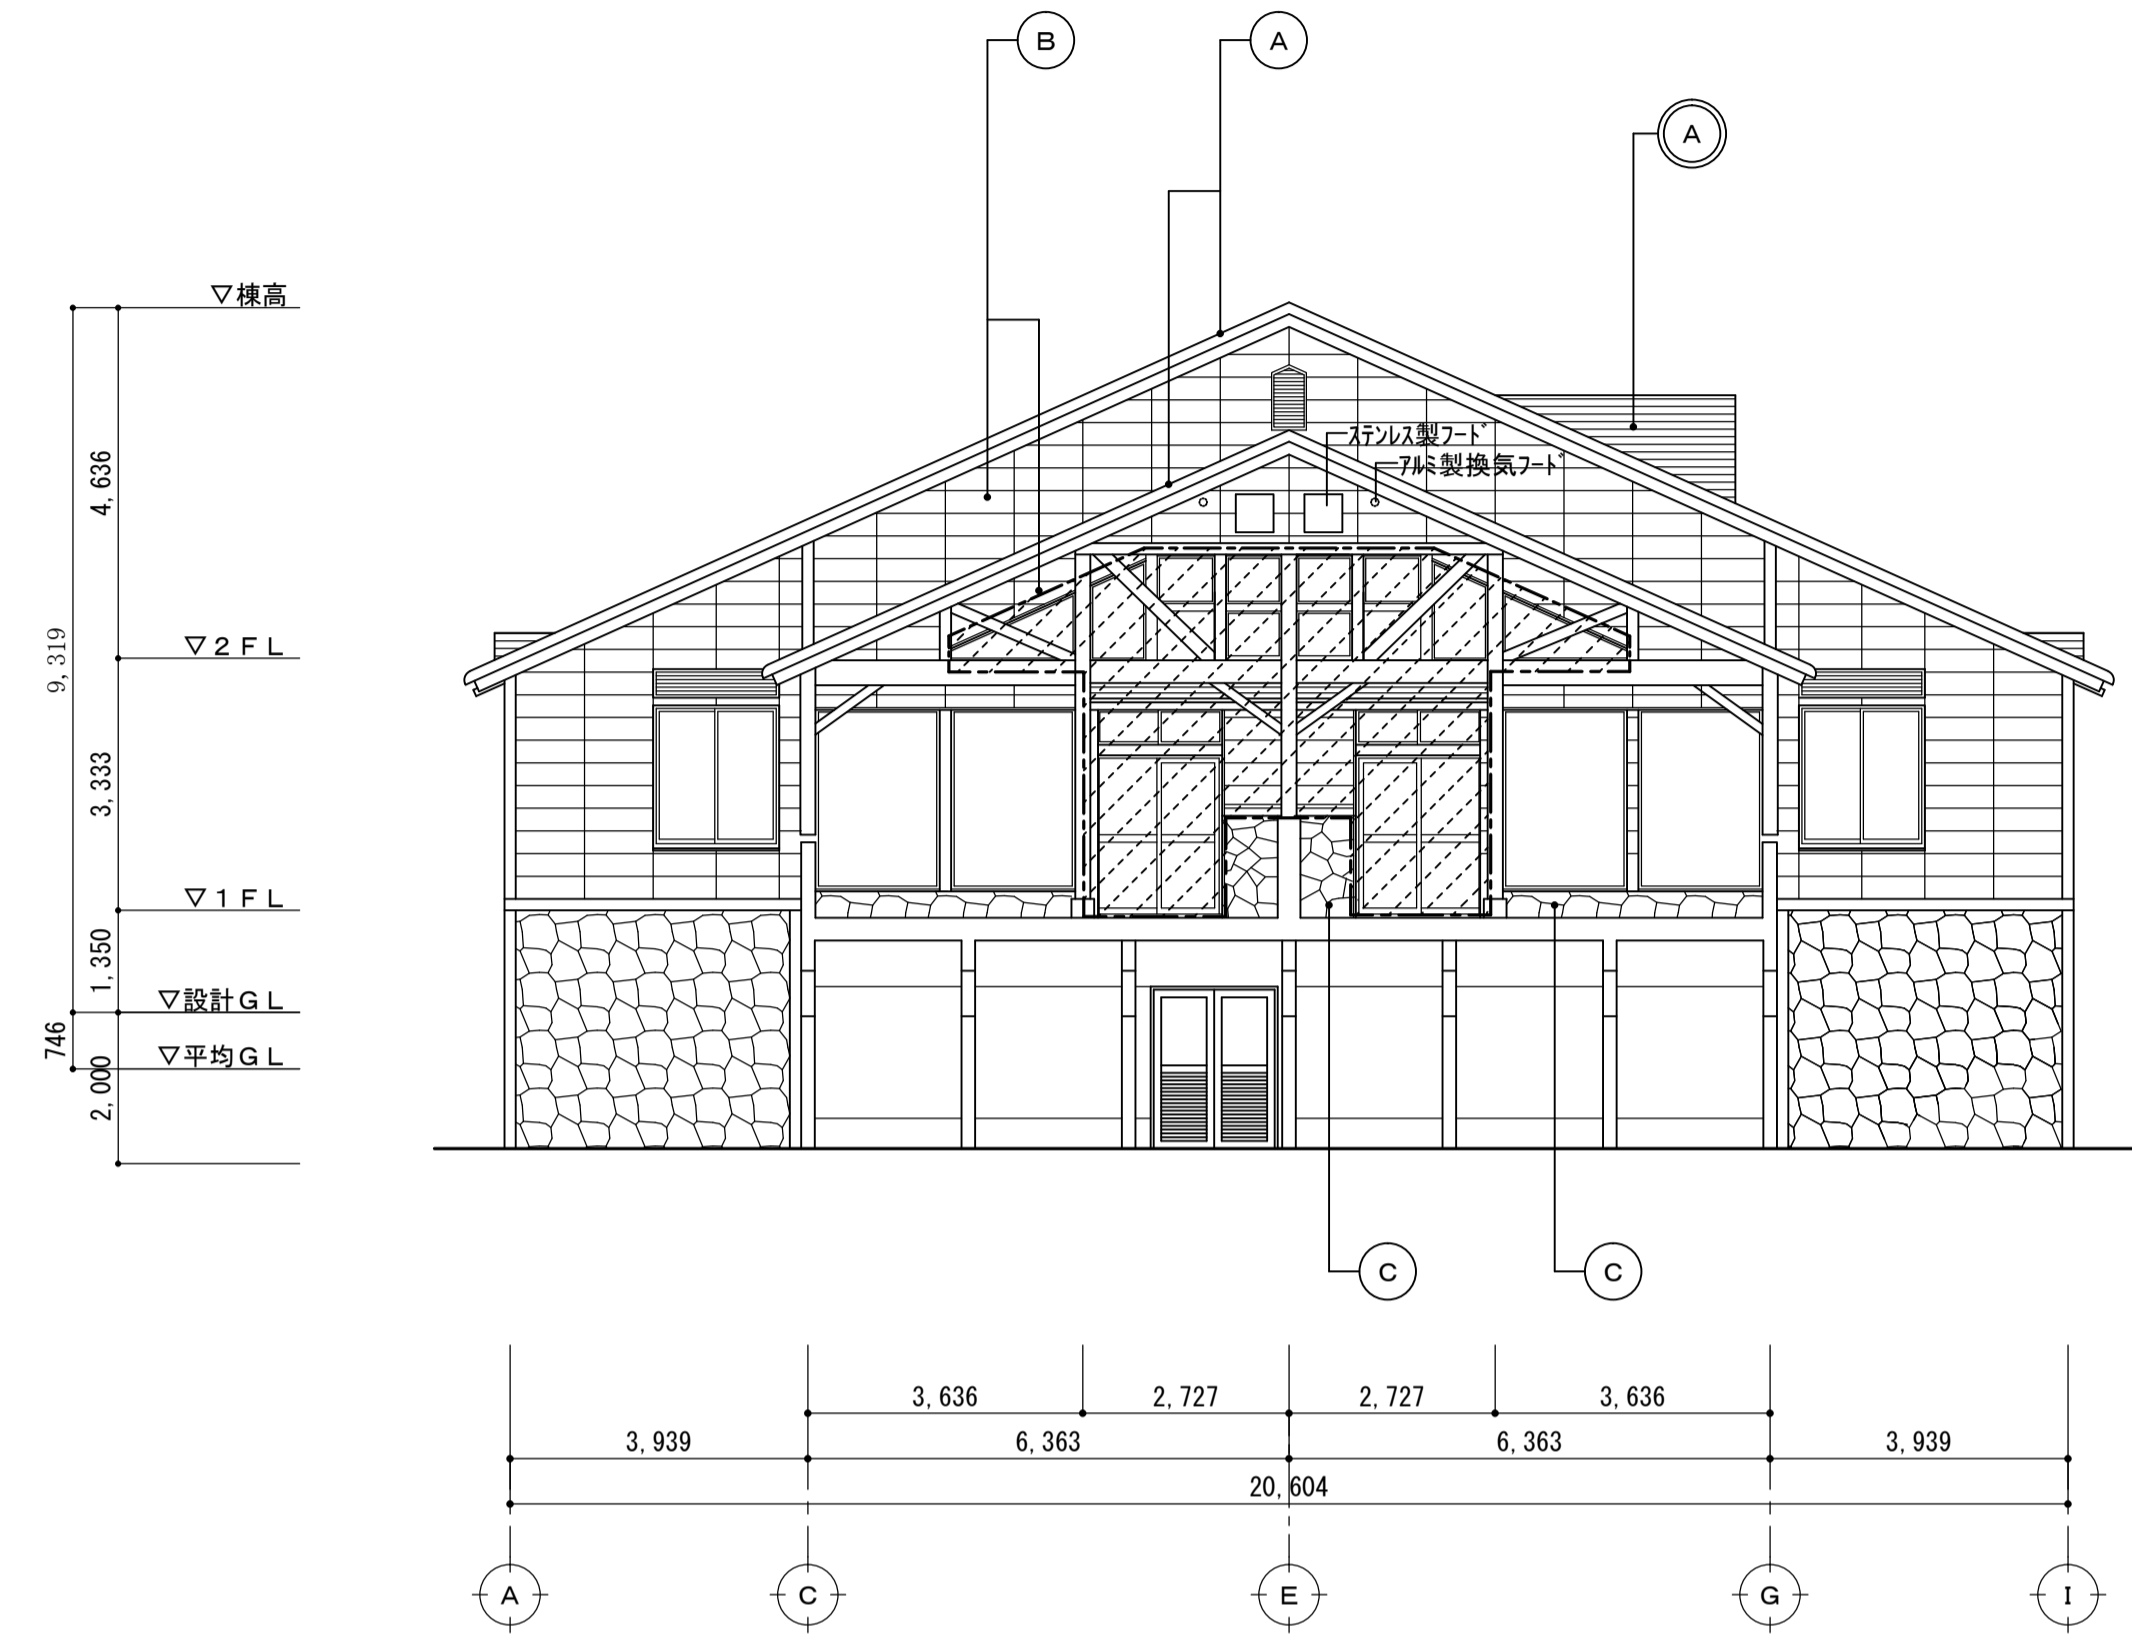 B
A
A
▽棟高
ステンレス製フード
アルミ製換気フード
4,636
9,319
▽2FL
3,333
▽1FL
1,350
▽設計GL
746
▽平均GL
2,000
C
C
3,636
2,727
2,727
3,636
3,939
6,363
6,363
3,939
20,604
A
C
E
G
I